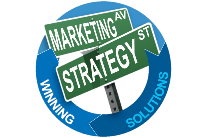 MARKETING AV
STRATEGY ST
WINNING
SOLUTIONS